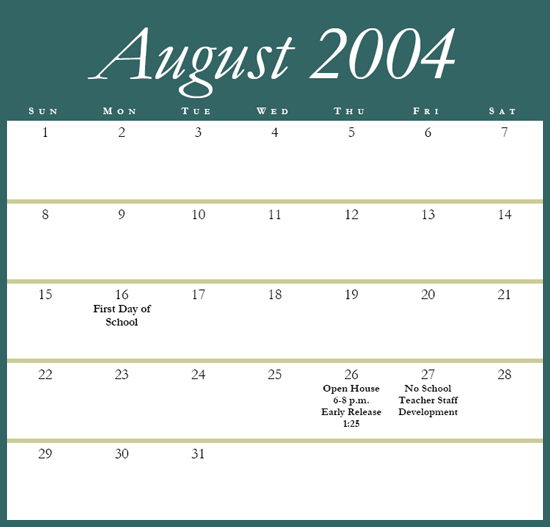 August 2004
SUN MON TUE WED THU FRI SAT
1 2 3 4 5 6 7
8 9 10 11 12 13 14
15 16 17 18 19 20 21
First Day of
School
22 23 24 25 26 27 28
Open House No School
6-8 p.m. Teacher Staff
Early Release Development
1:25
29 30 31